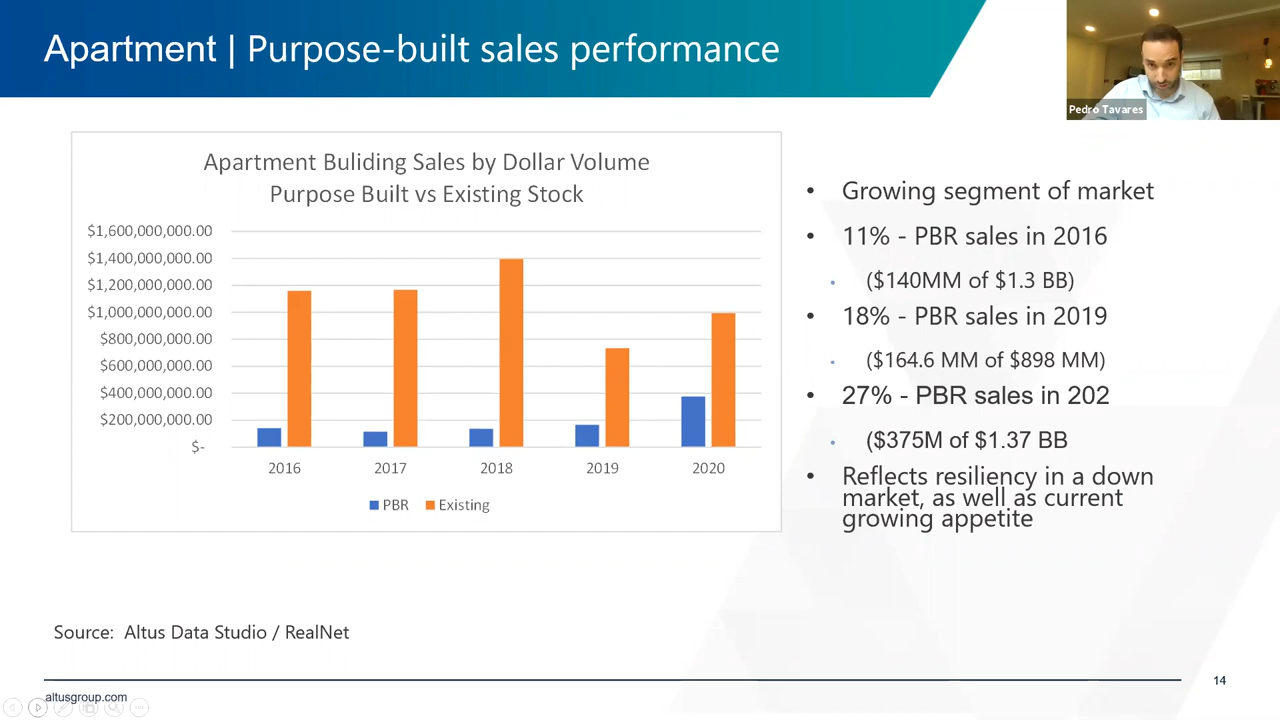 Apartment | Purpose-built sales performance
Pedro Tavares
Apartment Buliding Sales by Dollar Volume
Purpose Built vs Existing Stock
$1,600,000,000.00
$1,400,000,000.00
$1,200,000,000.00
$1,000,000,000.00
$800,000,000.00
$600,000,000.00
$400,000,000.00
$200,000,000.00
$-
2016 2017 2018 2019 2020
PBR Existing
• Growing segment of market
• 11% - PBR sales in 2016
• ($140MM of $1.3 BB)
• 18% - PBR sales in 2019
• ($164.6 MM of $898 MM)
• 27% - PBR sales in 202
• ($375M of $1.37 BB
• Reflects resiliency in a down
market, as well as current
growing appetite
Source: Altus Data Studio / RealNet
altusgroup.com
14